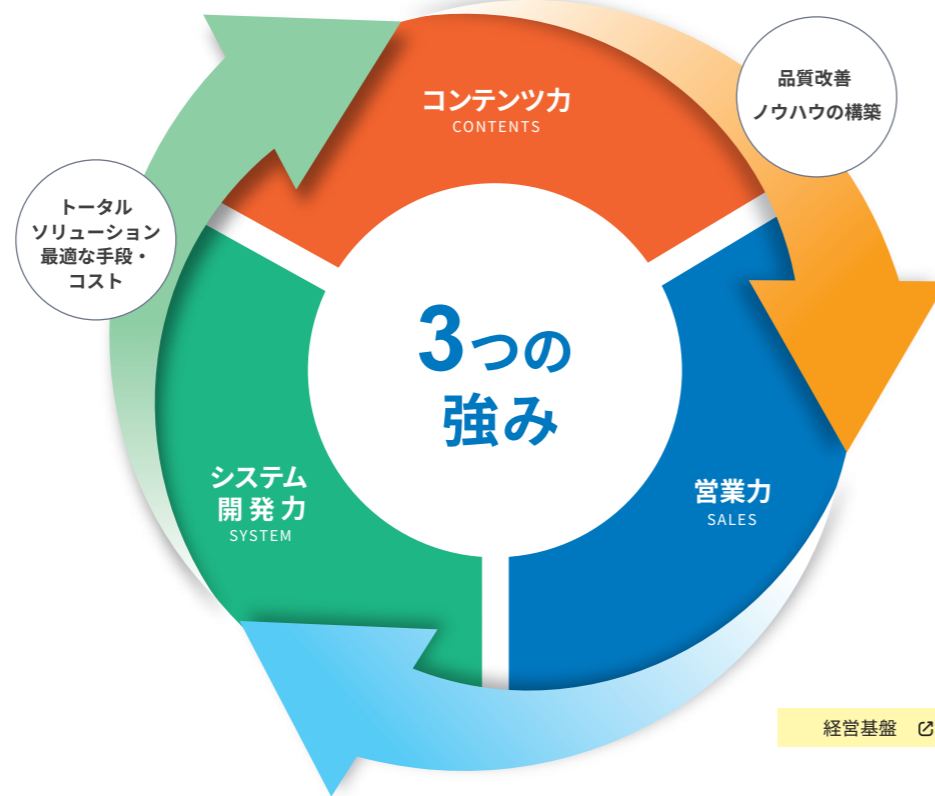 コンテンツ力
CONTENTS
品質改善
ノウハウの構築
トータル
ソリューション
最適な手段・
コスト
3つの
強み
システム
開発力
SYSTEM
営業力
SALES
経営基盤